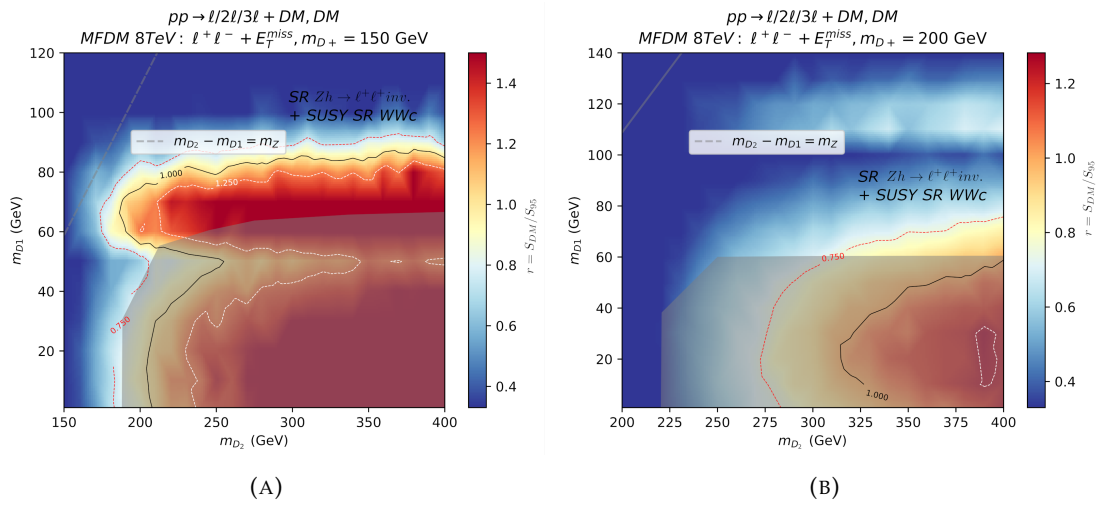 pp → ℓ/2ℓ/3ℓ + DM, DM
MFDM 8TeV : ℓ⁺ℓ⁻ + E_T^miss, m_D+ = 150 GeV
120
100
80
60
40
20
m_D1 (GeV)
150
200
250
300
350
400
m_D₂ (GeV)
SR Zh → ℓ⁺ℓ⁺inv.
+ SUSY SR WWc
m_D2 − m_D1 = m_Z
1.000
1.250
0.750
1.4
1.2
1.0
0.8
0.6
0.4
r = S_DM/S_95
(A)
pp → ℓ/2ℓ/3ℓ + DM, DM
MFDM 8TeV : ℓ⁺ℓ⁻ + E_T^miss, m_D+ = 200 GeV
140
120
100
80
60
40
20
m_D1 (GeV)
200
225
250
275
300
325
350
375
400
m_D₂ (GeV)
m_D2 − m_D1 = m_Z
SR Zh → ℓ⁺ℓ⁺inv.
+ SUSY SR WWc
0.750
1.000
1.2
1.0
0.8
0.6
0.4
r = S_DM/S_95
(B)